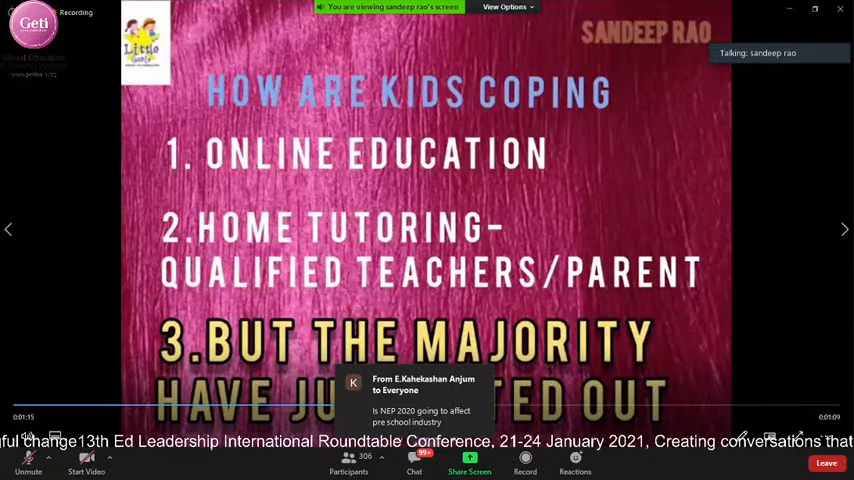 Geti
Recording
You are viewing sandeep rao's screen
View Options
SANDEEP RAO
Talking: sandeep rao
Little
HOW ARE KIDS COPING
1. ONLINE EDUCATION
2.HOME TUTORING-
QUALIFIED TEACHERS/PARENT
3.BUT THE MAJORITY
HAVE JU TED OUT
K
From E.Kahekashan Anjum
to Everyone
Is NEP 2020 going to affect
pre school industry
0:01:15
0:01:09
gful change13th Ed Leadership International Roundtable Conference, 21-24 January 2021, Creating conversations that
Unmute
Start Video
306
Participants
99+
Chat
Share Screen
Record
Reactions
Leave